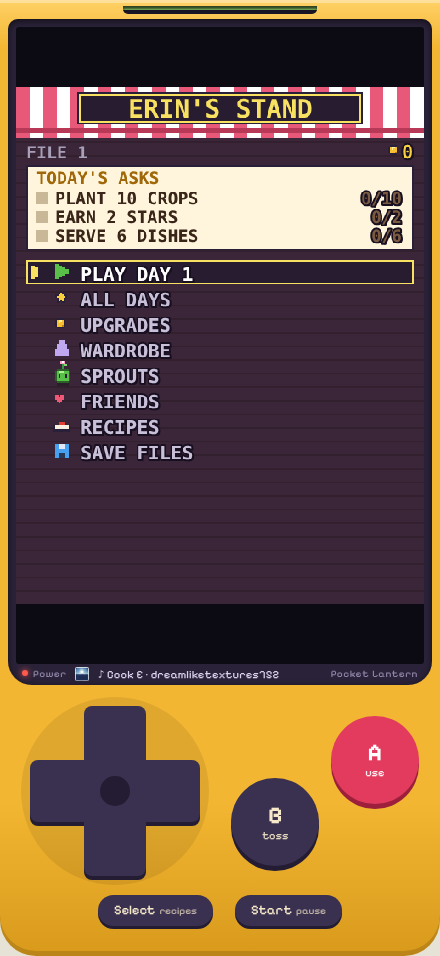 ERIN'S STAND
FILE 1 0
TODAY'S ASKS
PLANT 10 CROPS 0/10
EARN 2 STARS 0/2
SERVE 6 DISHES 0/6
PLAY DAY 1
ALL DAYS
UPGRADES
WARDROBE
SPROUTS
FRIENDS
RECIPES
SAVE FILES
Power ♪ Cook E · dreamliketextures792 Pocket Lantern
A
use
B
toss
Select recipes Start pause